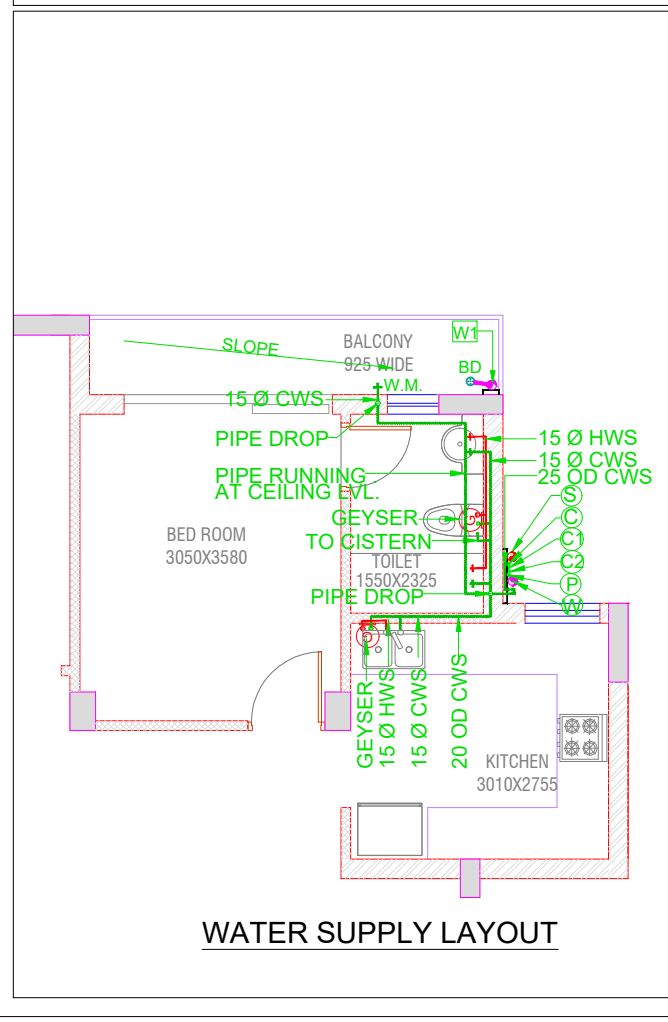 W1
BALCONY
925 WIDE
SLOPE
BD
W.M.
15 Ø CWS
PIPE DROP
15 Ø HWS
15 Ø CWS
25 OD CWS
PIPE RUNNING
AT CEILING LVL.
S
C
C1
C2
P
W
GEYSER
G
TO CISTERN
BED ROOM
3050X3580
TOILET
1550X2325
PIPE DROP
G
GEYSER
15 Ø HWS
15 Ø CWS
20 OD CWS
KITCHEN
3010X2755
WATER SUPPLY LAYOUT